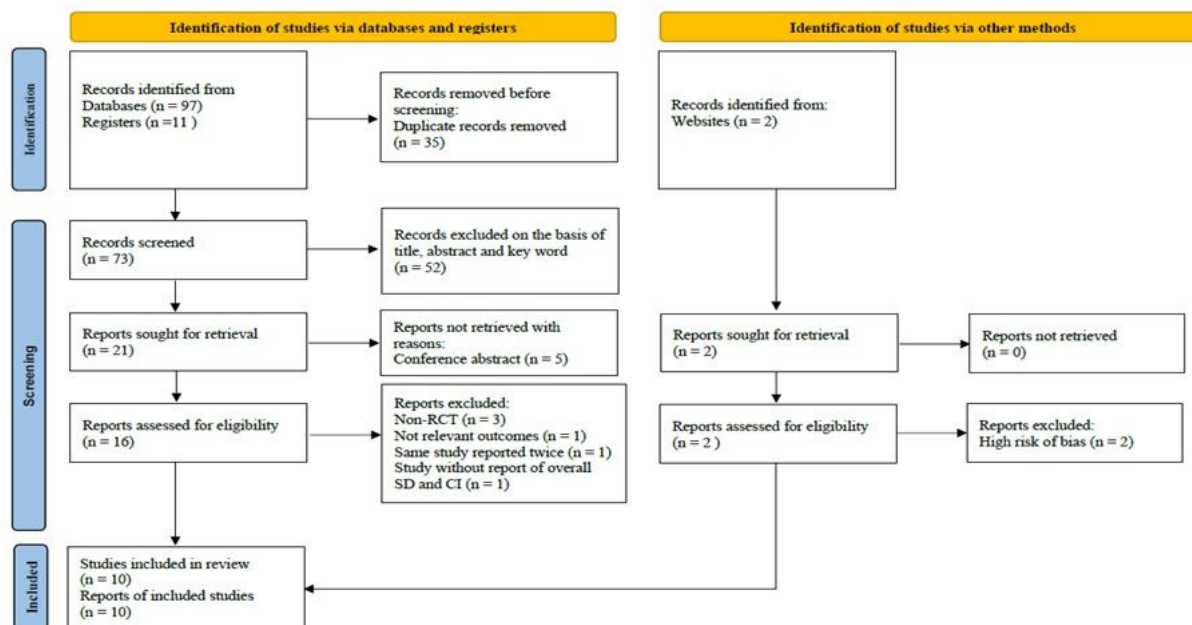 Identification of studies via databases and registers
Identification of studies via other methods
Identification
Records identified from
Databases (n = 97)
Registers (n =11 )
Records removed before
screening:
Duplicate records removed
(n = 35)
Records identified from:
Websites (n = 2)
Screening
Records screened
(n = 73)
Records excluded on the basis of
title, abstract and key word
(n = 52)
Reports sought for retrieval
(n = 21)
Reports not retrieved with
reasons:
Conference abstract (n = 5)
Reports sought for retrieval
(n = 2)
Reports not retrieved
(n = 0)
Reports assessed for eligibility
(n = 16)
Reports excluded:
Non-RCT (n = 3)
Not relevant outcomes (n = 1)
Same study reported twice (n = 1)
Study without report of overall
SD and CI (n = 1)
Reports assessed for eligibility
(n = 2 )
Reports excluded:
High risk of bias (n = 2)
Included
Studies included in review
(n = 10)
Reports of included studies
(n = 10)